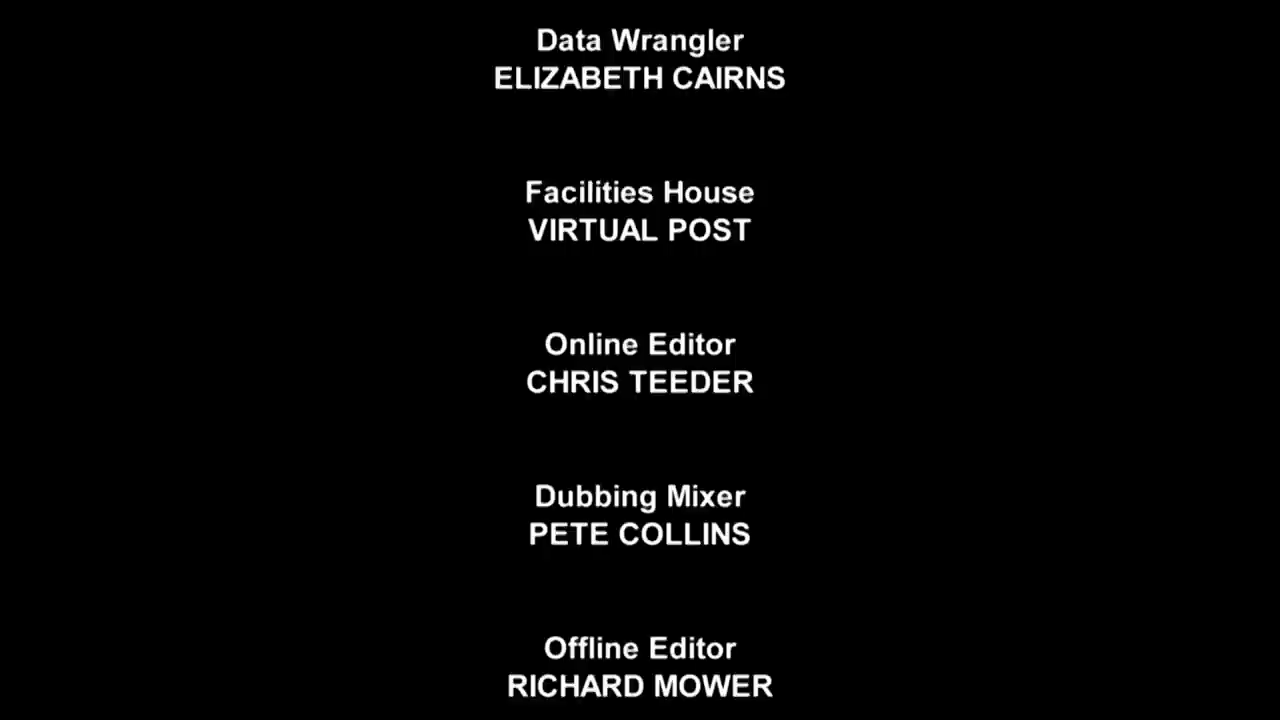 Data Wrangler
ELIZABETH CAIRNS
Facilities House
VIRTUAL POST
Online Editor
CHRIS TEEDER
Dubbing Mixer
PETE COLLINS
Offline Editor
RICHARD MOWER